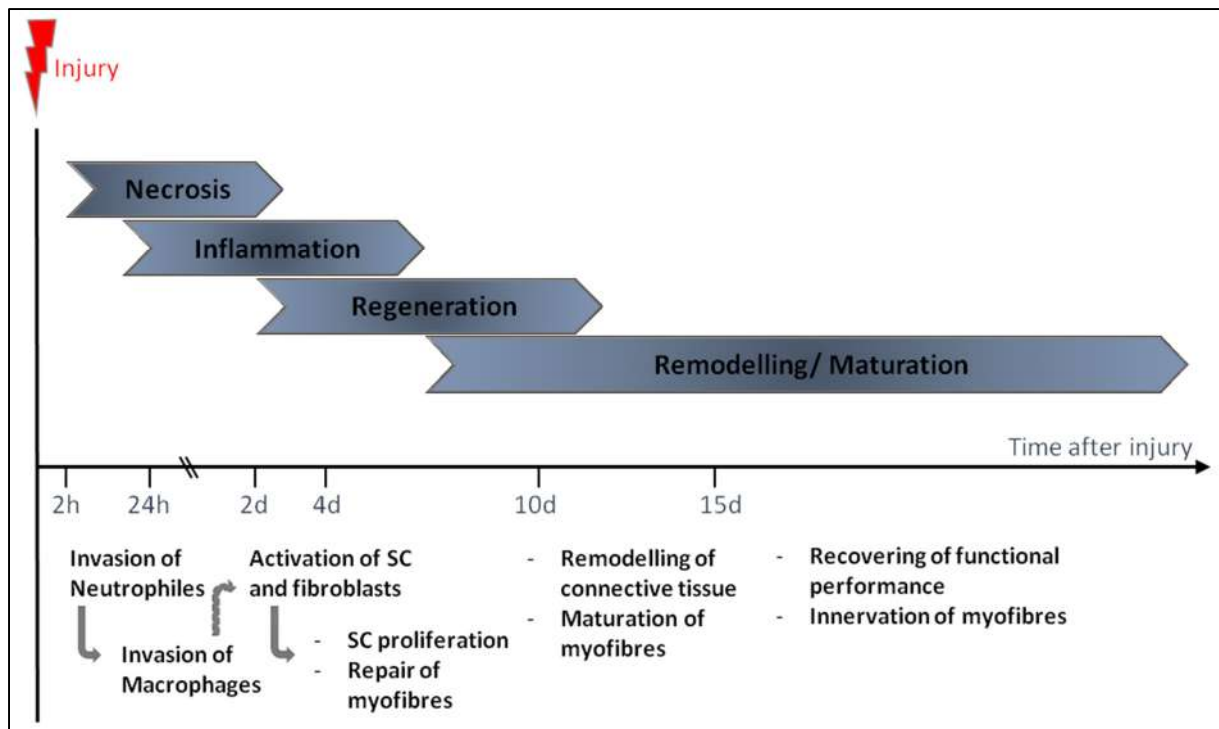 Injury
Necrosis
Inflammation
Regeneration
Remodelling/ Maturation
Time after injury
2h
24h
2d
4d
10d
15d
Invasion of
Neutrophiles
Invasion of
Macrophages
Activation of SC
and fibroblasts
- SC proliferation
- Repair of
myofibres
- Remodelling of
connective tissue
- Maturation of
myofibres
- Recovering of functional
performance
- Innervation of myofibres